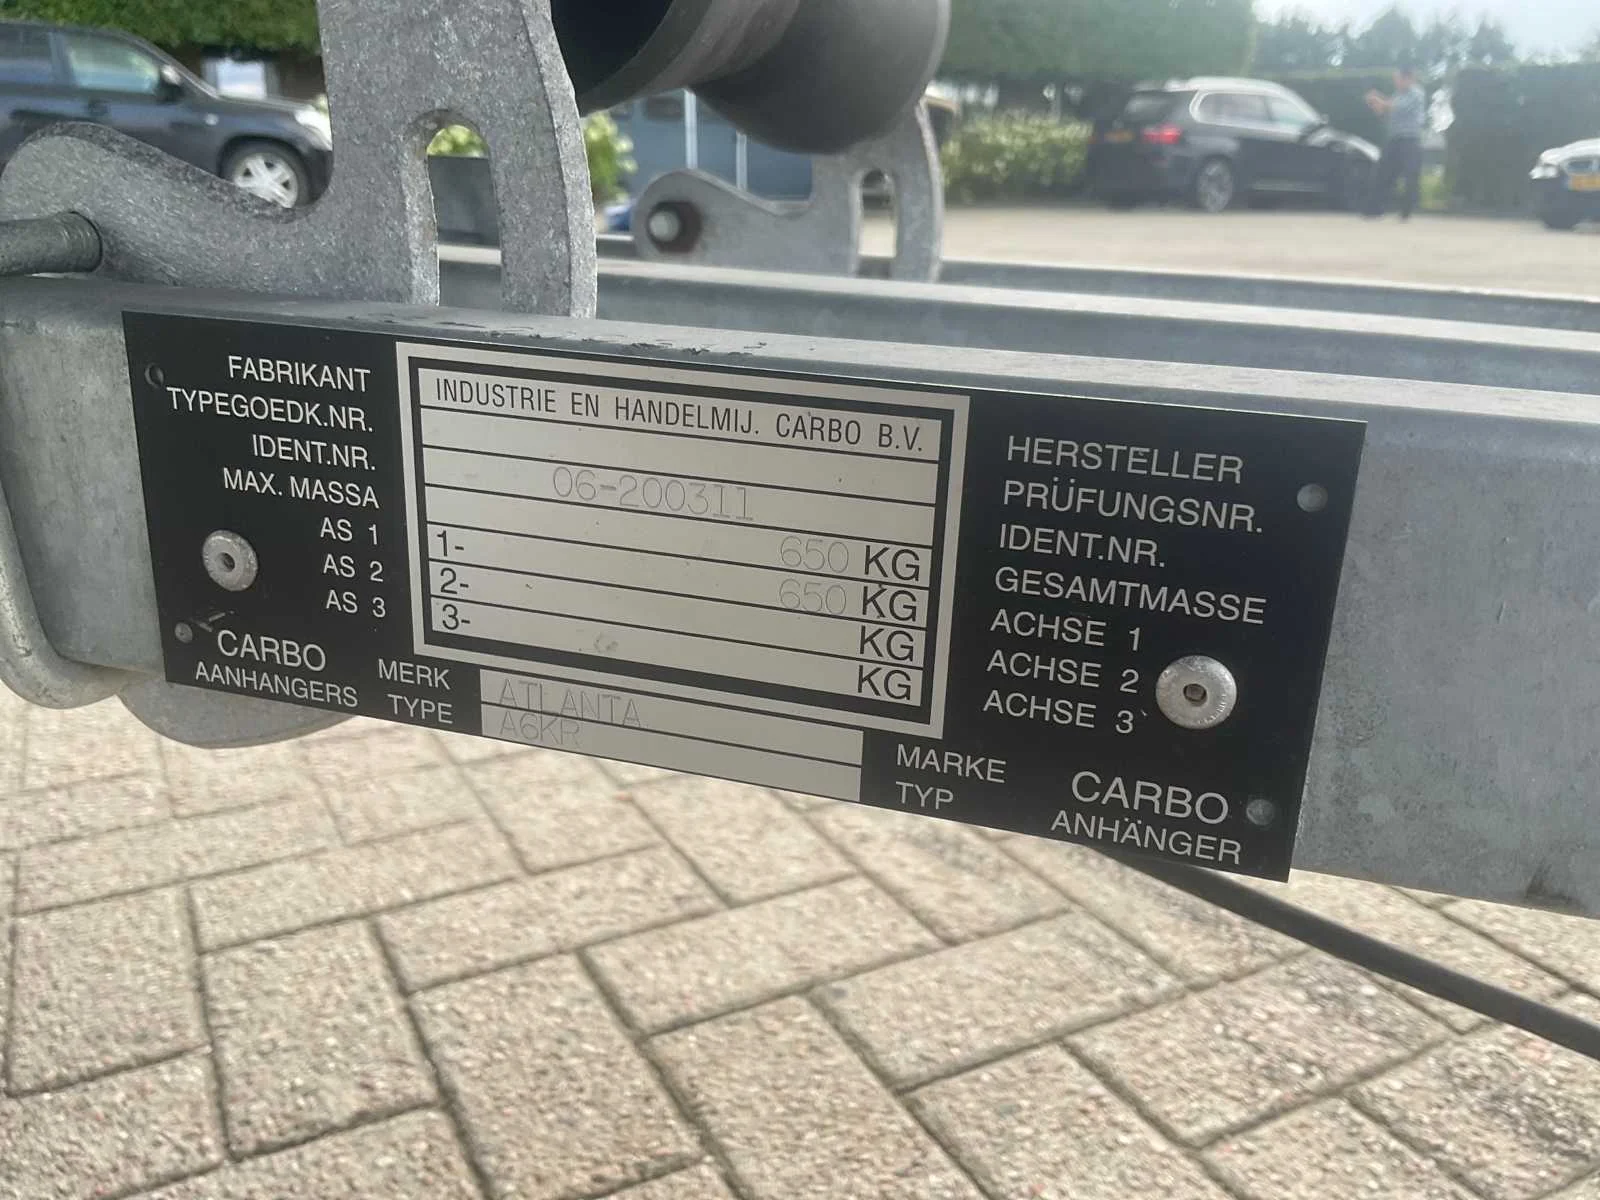 FABRIKANT
TYPEGOEDK.NR.
IDENT.NR.
MAX. MASSA
AS 1
AS 2
AS 3
CARBO
AANHANGERS
INDUSTRIE EN HANDELMIJ. CARBO B.V.
06-200311
650 KG
1- 650 KG
2- KG
3- KG
MERK ATLANTA
TYPE A6KR
HERSTELLER
PRÜFUNGSNR.
IDENT.NR.
GESAMTMASSE
ACHSE 1
ACHSE 2
ACHSE 3
MARKE
TYP
CARBO
ANHÄNGER